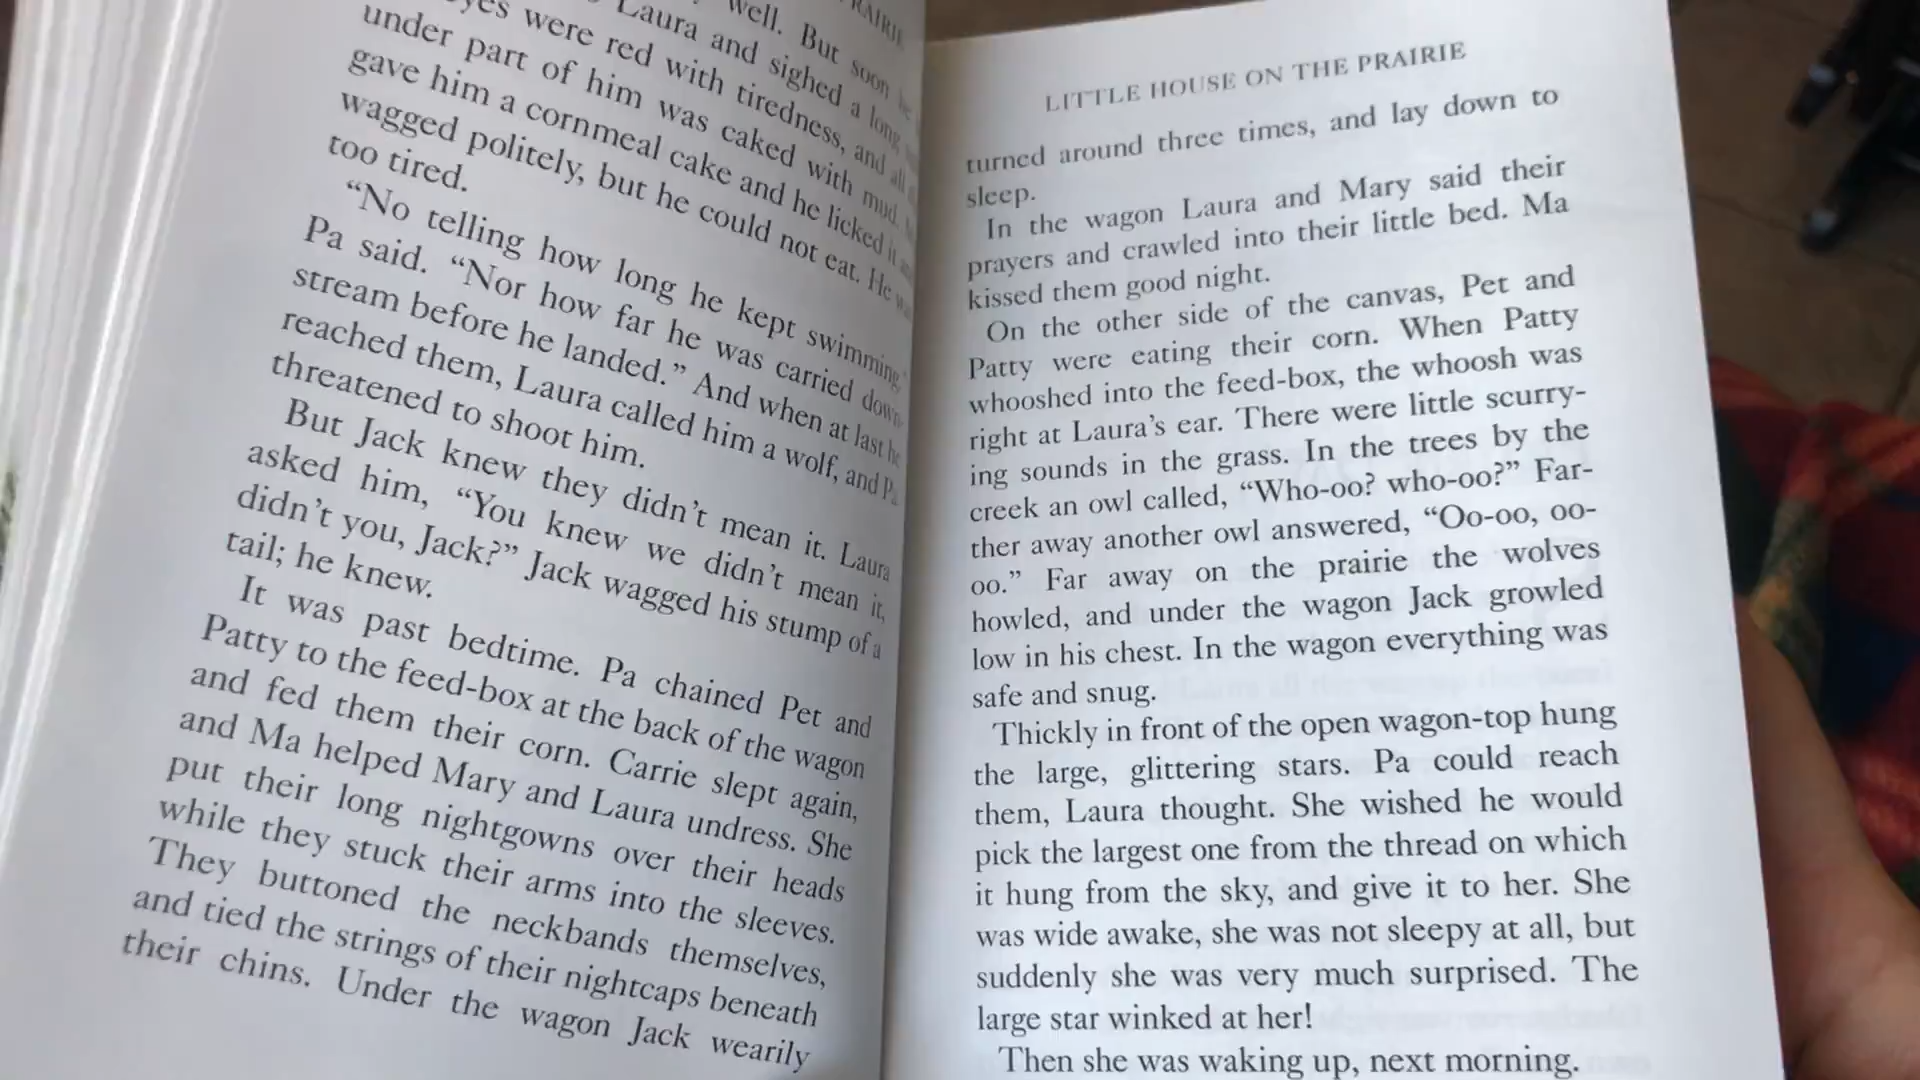 PRAIRIE
well. But soon he
yes were red with tiredness, and all
Laura and sighed a long
under part of him was caked with mud.
gave him a cornmeal cake and he licked it and
wagged politely, but he could not eat. He was
too tired.
“No telling how long he kept swimming,”
Pa said. “Nor how far he was carried down
stream before he landed.” And when at last he
reached them, Laura called him a wolf, and Pa
threatened to shoot him.
But Jack knew they didn’t mean it. Laura
asked him, “You knew we didn’t mean it,
didn’t you, Jack?” Jack wagged his stump of a
tail; he knew.
It was past bedtime. Pa chained Pet and
Patty to the feed-box at the back of the wagon
and fed them their corn. Carrie slept again,
and Ma helped Mary and Laura undress. She
put their long nightgowns over their heads
while they stuck their arms into the sleeves.
They buttoned the neckbands themselves,
and tied the strings of their nightcaps beneath
their chins. Under the wagon Jack wearily
LITTLE HOUSE ON THE PRAIRIE
turned around three times, and lay down to
sleep.
In the wagon Laura and Mary said their
prayers and crawled into their little bed. Ma
kissed them good night.
On the other side of the canvas, Pet and
Patty were eating their corn. When Patty
whooshed into the feed-box, the whoosh was
right at Laura’s ear. There were little scurry-
ing sounds in the grass. In the trees by the
creek an owl called, “Who-oo? who-oo?” Far-
ther away another owl answered, “Oo-oo, oo-
oo.” Far away on the prairie the wolves
howled, and under the wagon Jack growled
low in his chest. In the wagon everything was
safe and snug.
Thickly in front of the open wagon-top hung
the large, glittering stars. Pa could reach
them, Laura thought. She wished he would
pick the largest one from the thread on which
it hung from the sky, and give it to her. She
was wide awake, she was not sleepy at all, but
suddenly she was very much surprised. The
large star winked at her!
Then she was waking up, next morning.